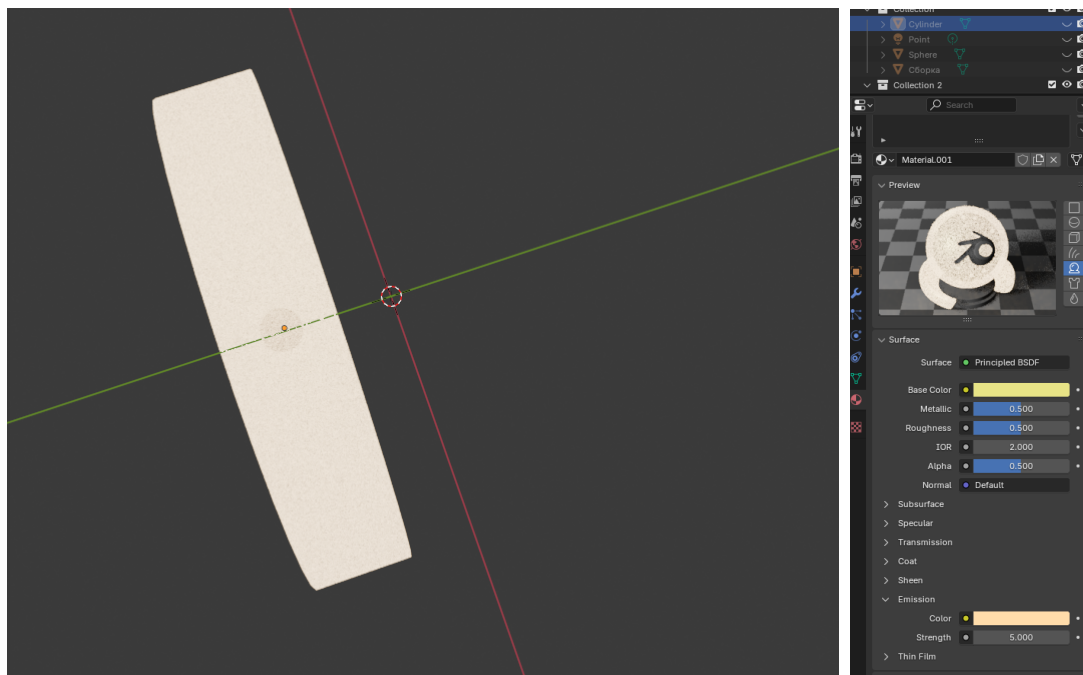 Collection
Cylinder
Point
Sphere
Сборка
Collection 2
Search
Material.001
Preview
Surface
Surface Principled BSDF
Base Color
Metallic 0.500
Roughness 0.500
IOR 2.000
Alpha 0.500
Normal Default
Subsurface
Specular
Transmission
Coat
Sheen
Emission
Color
Strength 5.000
Thin Film